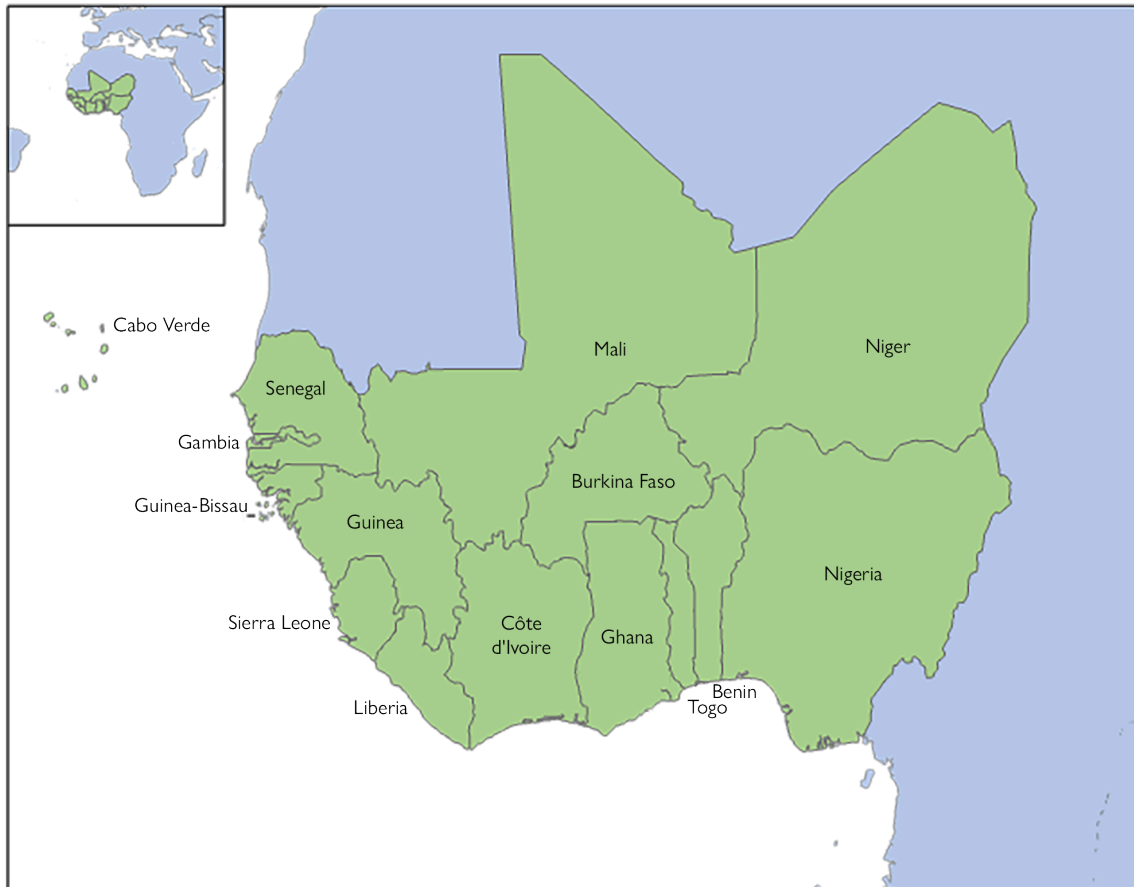 Cabo Verde
Mali
Niger
Senegal
Gambia
Burkina Faso
Guinea-Bissau
Guinea
Nigeria
Sierra Leone
Côte
d'Ivoire
Ghana
Benin
Togo
Liberia